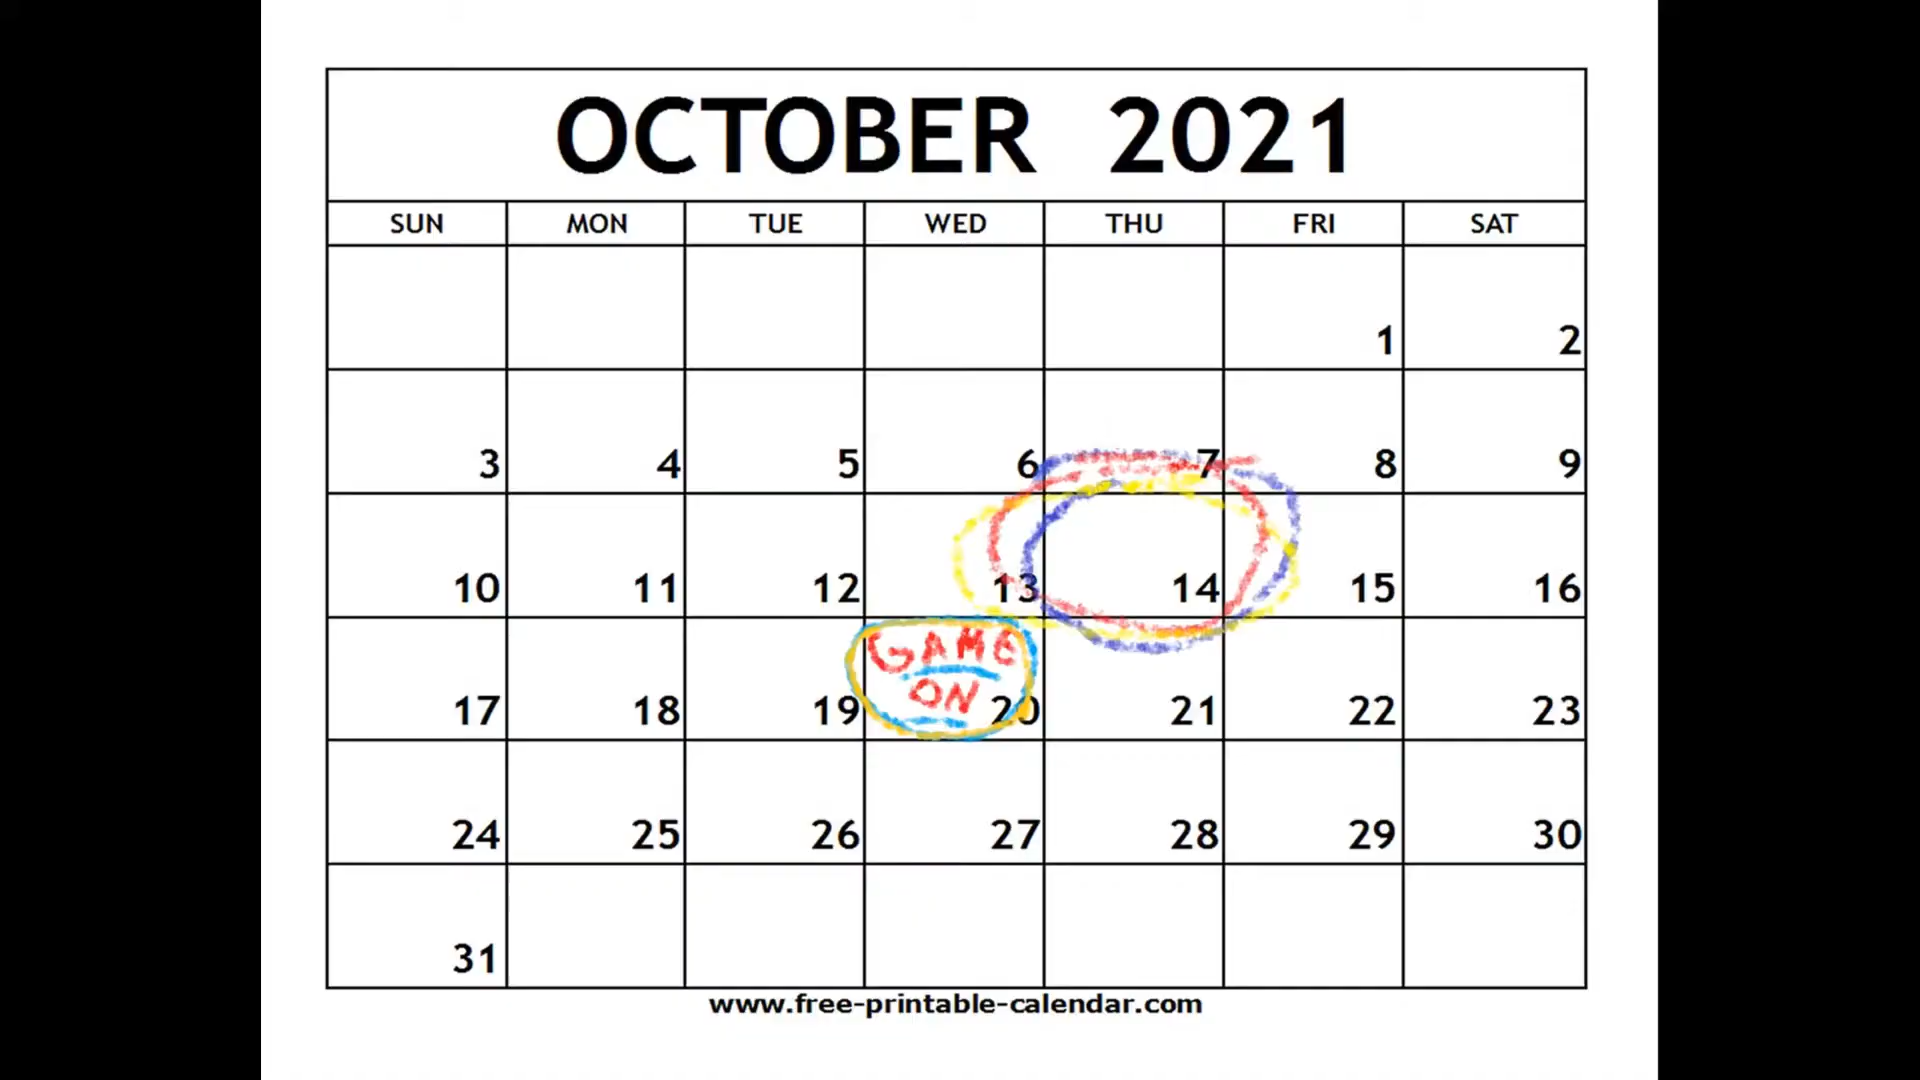 OCTOBER 2021
SUN MON TUE WED THU FRI SAT
1 2
3 4 5 6 7 8 9
10 11 12 13 14 15 16
GAME
ON
17 18 19 20 21 22 23
24 25 26 27 28 29 30
31
www.free-printable-calendar.com